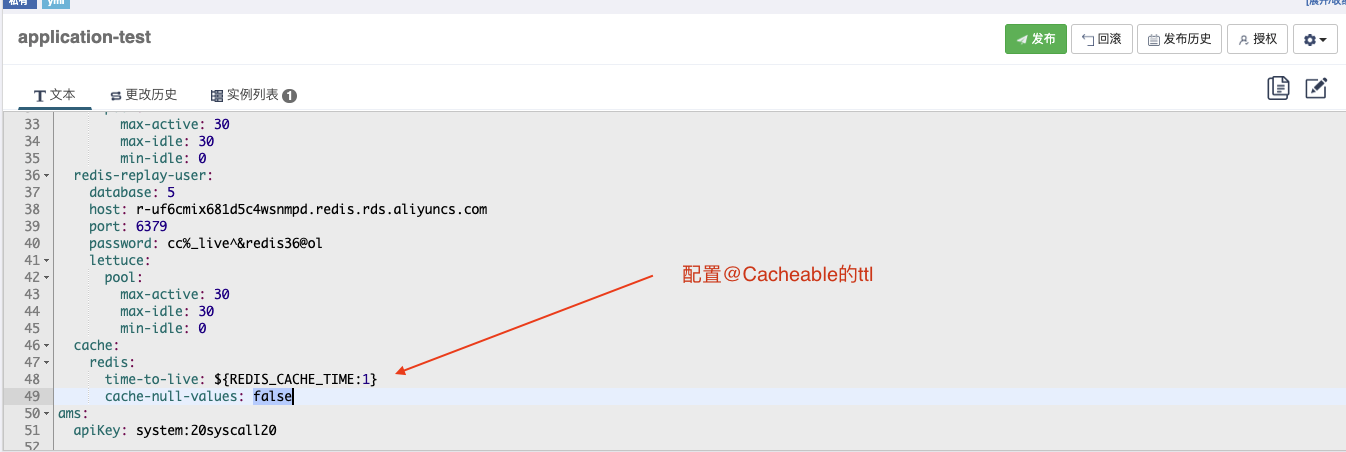 私有 yml
application-test
发布 回滚 发布历史 授权
文本 更改历史 实例列表 1
33 max-active: 30
34 max-idle: 30
35 min-idle: 0
36 redis-replay-user:
37 database: 5
38 host: r-uf6cmix681d5c4wsnmpd.redis.rds.aliyuncs.com
39 port: 6379
40 password: cc%_live^&redis36@ol
41 lettuce:
42 pool:
配置@Cacheable的ttl
43 max-active: 30
44 max-idle: 30
45 min-idle: 0
46 cache:
47 redis:
48 time-to-live: ${REDIS_CACHE_TIME:1}
49 cache-null-values: false
50 ams:
51 apiKey: system:20syscall20
52